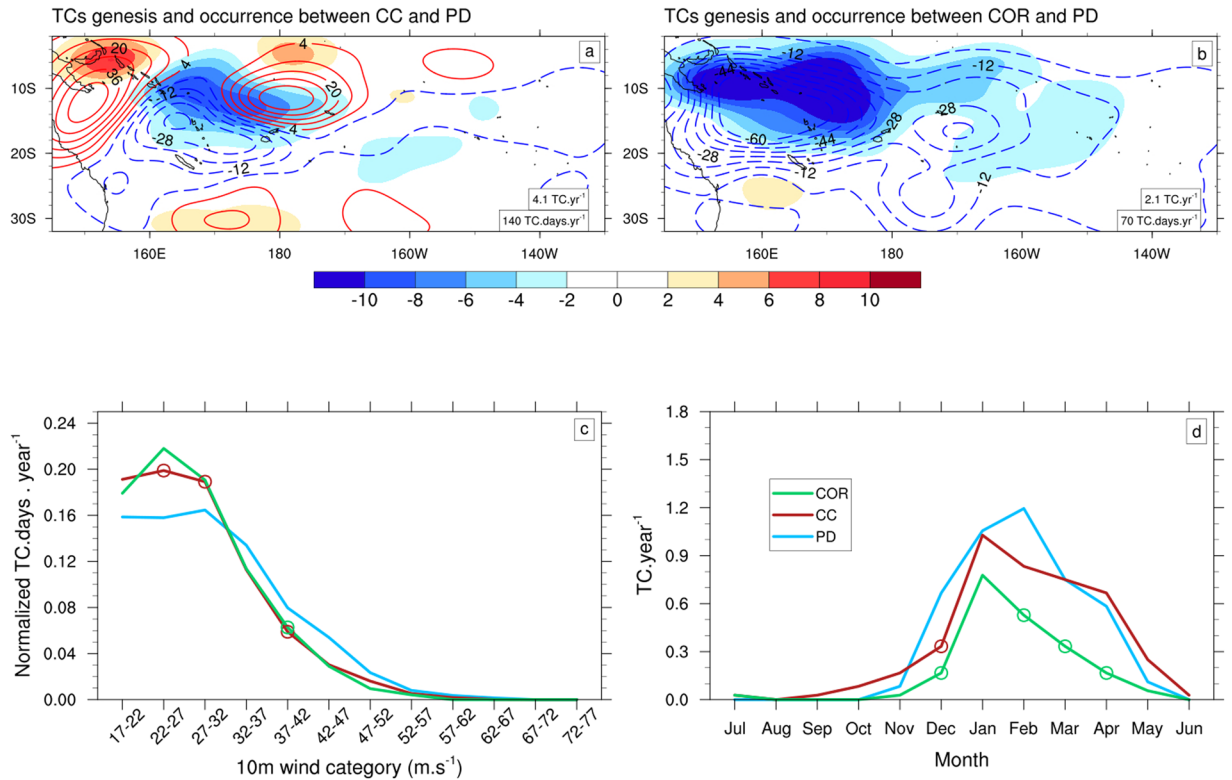 TCs genesis and occurrence between CC and PD
TCs genesis and occurrence between COR and PD
a
20
4
36
4
-12
20
-28
4
-12
10S
20S
30S
4.1 TC.yr-1
140 TC.days.yr-1
160E
180
160W
140W
b
-12
-44
-28
-28
-60
-44
-28
-12
-12
10S
20S
30S
2.1 TC.yr-1
70 TC.days.yr-1
160E
180
160W
140W
-10 -8 -6 -4 -2 0 2 4 6 8 10
c
Normalized TC.days . year-1
0.24
0.20
0.16
0.12
0.08
0.04
0.00
17-22 22-27 27-32 32-37 37-42 42-47 47-52 52-57 57-62 62-67 67-72 72-77
10m wind category (m.s-1)
d
TC.year-1
1.8
1.5
1.2
0.9
0.6
0.3
0.0
COR
CC
PD
Jul Aug Sep Oct Nov Dec Jan Feb Mar Apr May Jun
Month